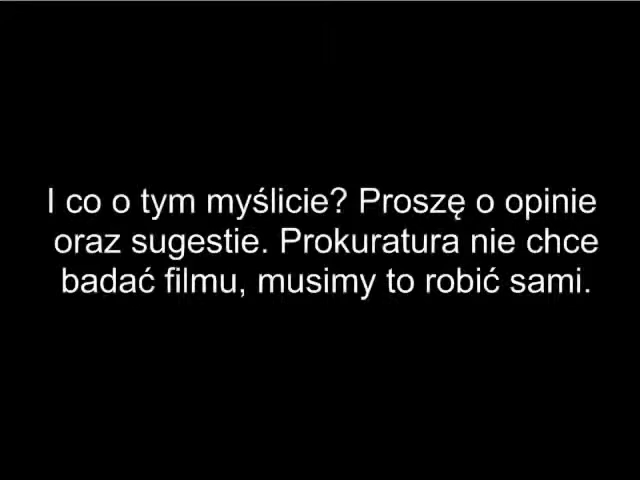 I co o tym myślicie? Proszę o opinie
oraz sugestie. Prokuratura nie chce
badać filmu, musimy to robić sami.